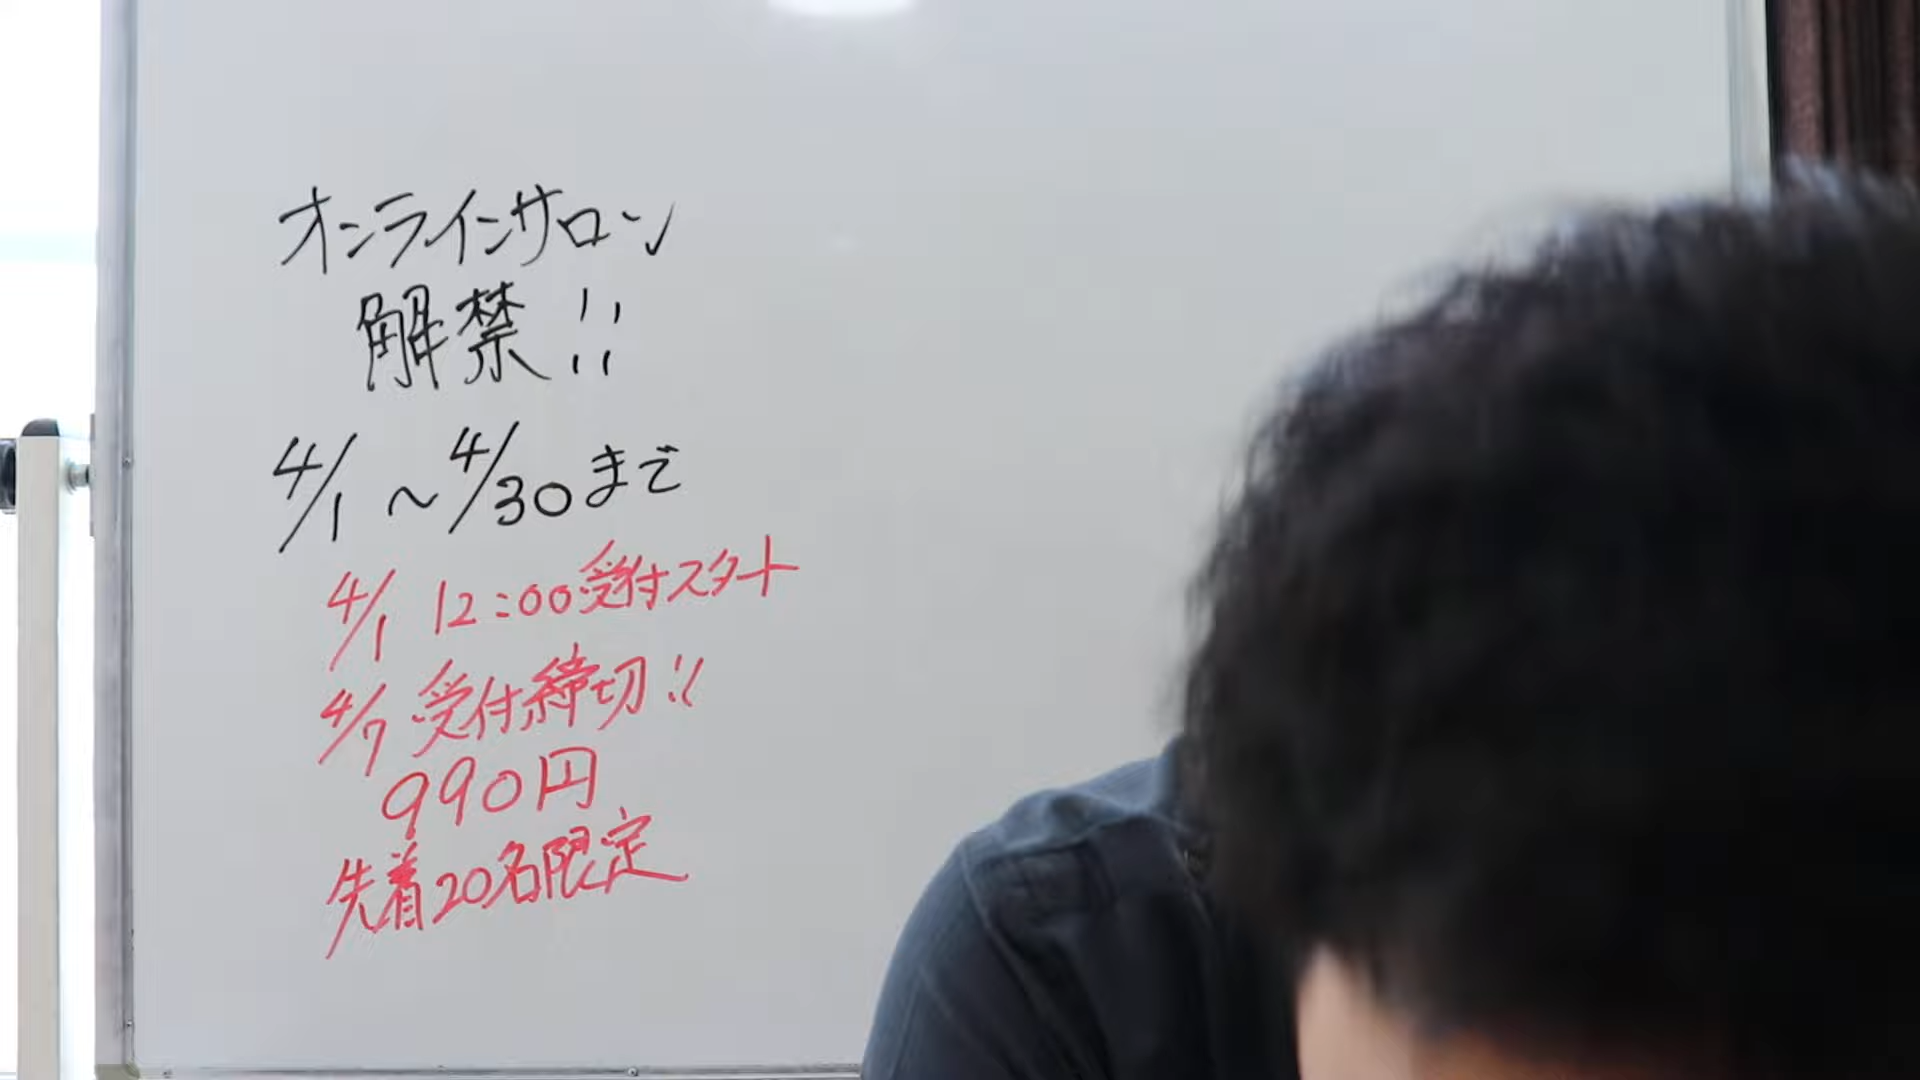 オンラインサロン
解禁!!
4/1～4/30まで
4/1 12:00受付スタート
4/7 受付締切!!
990円
先着20名限定